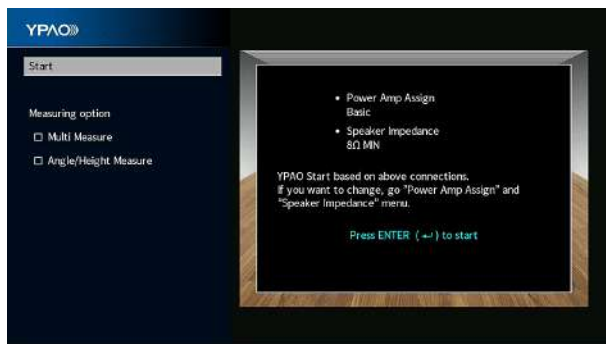 YPAO
Start
Measuring option
Multi Measure
Angle/Height Measure
• Power Amp Assign
Basic
• Speaker Impedance
8Ω MIN
YPAO Start based on above connections.
If you want to change, go "Power Amp Assign" and
"Speaker Impedance" menu.
Press ENTER (↵) to start